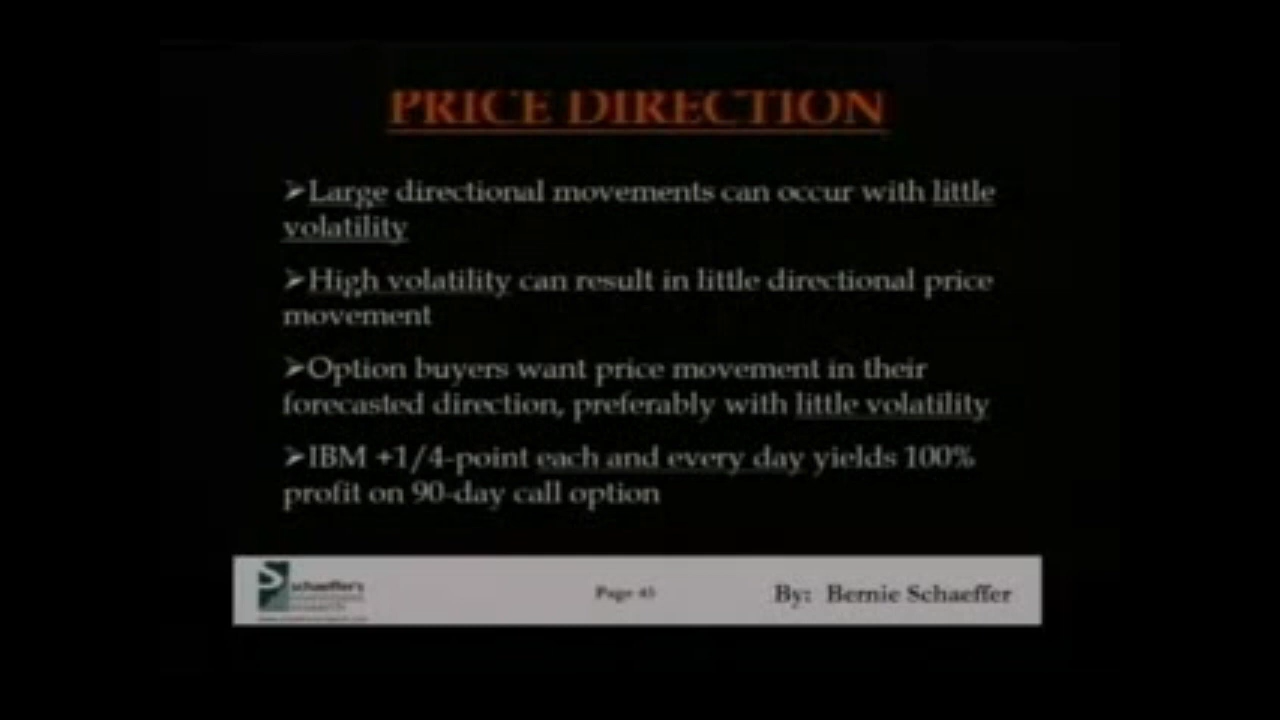 PRICE DIRECTION
➢Large directional movements can occur with little
volatility
➢High volatility can result in little directional price
movement
➢Option buyers want price movement in their
forecasted direction, preferably with little volatility
➢IBM +1/4-point each and every day yields 100%
profit on 90-day call option
schaeffer's
Page 43
By: Bernie Schaeffer